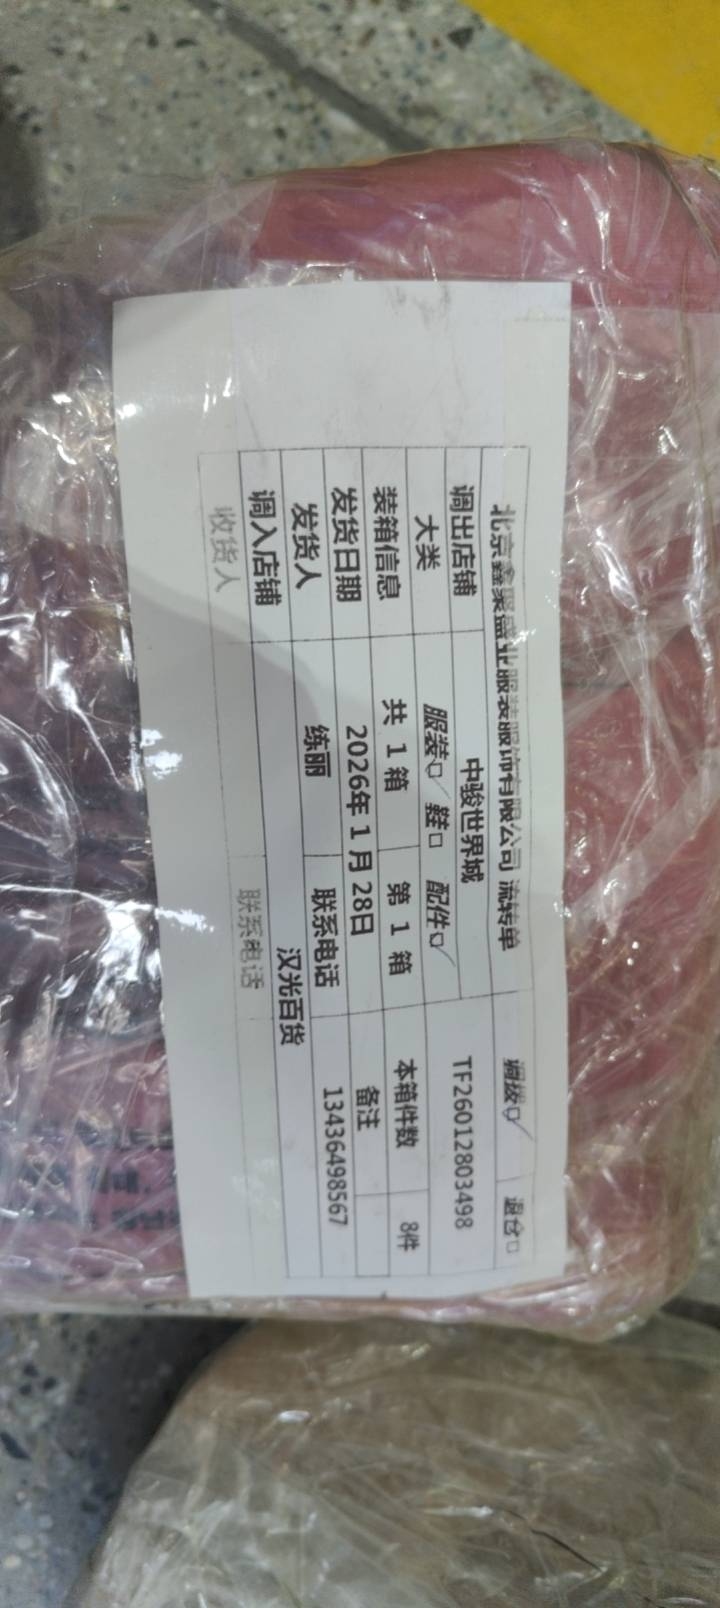 北京鑫聚盛业服装服饰有限公司 流转单 调拨□✓ 退仓□
调出店铺 中骏世界城 TF26012803498
大类 服装□✓ 鞋□ 配件□✓ 本箱件数 8件
装箱信息 共 1 箱 第 1 箱 备注
发货日期 2026年 1 月 28日
发货人 练丽 联系电话 13436498567
调入店铺 汉光百货
收货人 联系电话